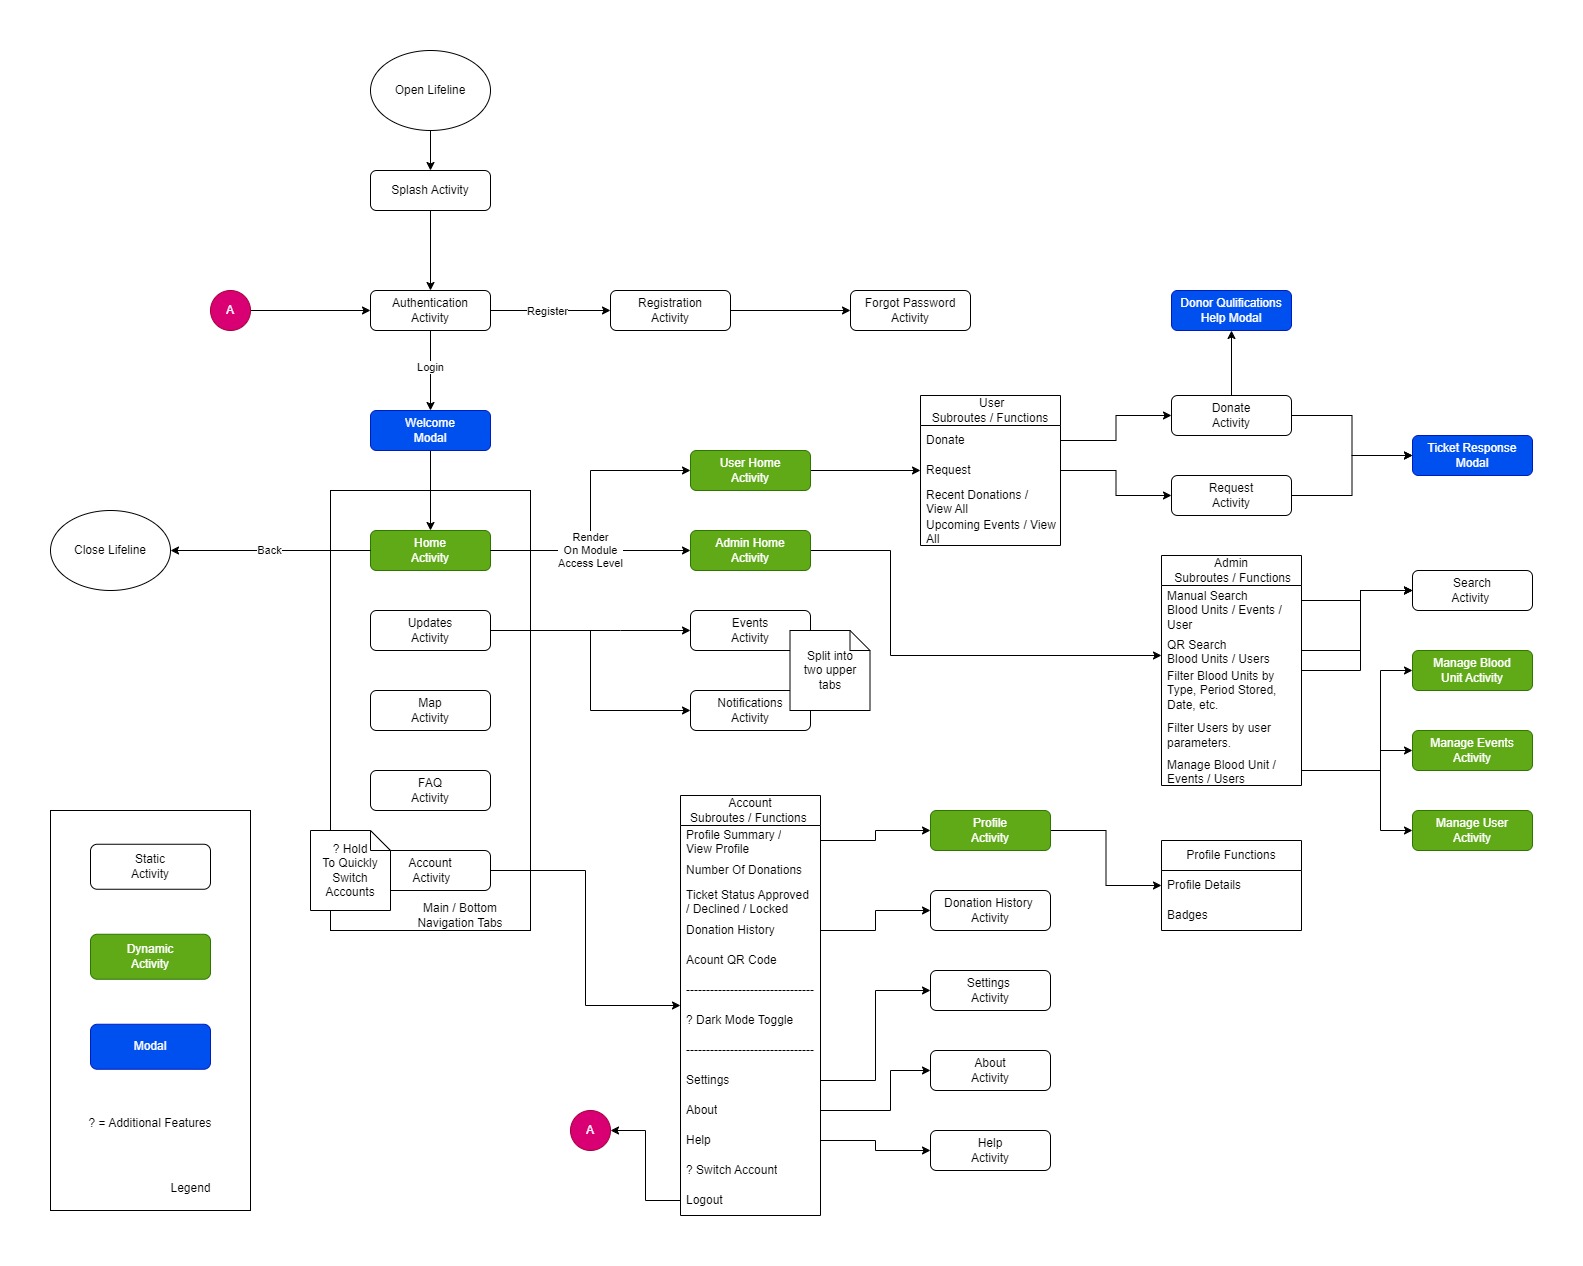 Open Lifeline
Splash Activity
A
Authentication
Activity
Register
Registration
Activity
Forgot Password
Activity
Donor Qulifications
Help Modal
Login
Welcome
Modal
User
Subroutes / Functions
Donate
Request
Recent Donations /
View All
Upcoming Events / View
All
Donate
Activity
Request
Activity
Ticket Response
Modal
User Home
Activity
Close Lifeline
Back
Home
Activity
Render
On Module
Access Level
Admin Home
Activity
Updates
Activity
Events
Activity
Split into
two upper
tabs
Notifications
Activity
Map
Activity
FAQ
Activity
? Hold
To Quickly
Switch
Accounts
Account
Activity
Main / Bottom
Navigation Tabs
Admin
Subroutes / Functions
Manual Search
Blood Units / Events /
User
QR Search
Blood Units / Users
Filter Blood Units by
Type, Period Stored,
Date, etc.
Filter Users by user
parameters.
Manage Blood Unit /
Events / Users
Search
Activity
Manage Blood
Unit Activity
Manage Events
Activity
Manage User
Activity
Account
Subroutes / Functions
Profile Summary /
View Profile
Number Of Donations
Ticket Status Approved
/ Declined / Locked
Donation History
Acount QR Code
--------------------------------
? Dark Mode Toggle
--------------------------------
Settings
About
Help
? Switch Account
Logout
Profile
Activity
Profile Functions
Profile Details
Badges
Donation History
Activity
Settings
Activity
About
Activity
Help
Activity
A
Static
Activity
Dynamic
Activity
Modal
? = Additional Features
Legend